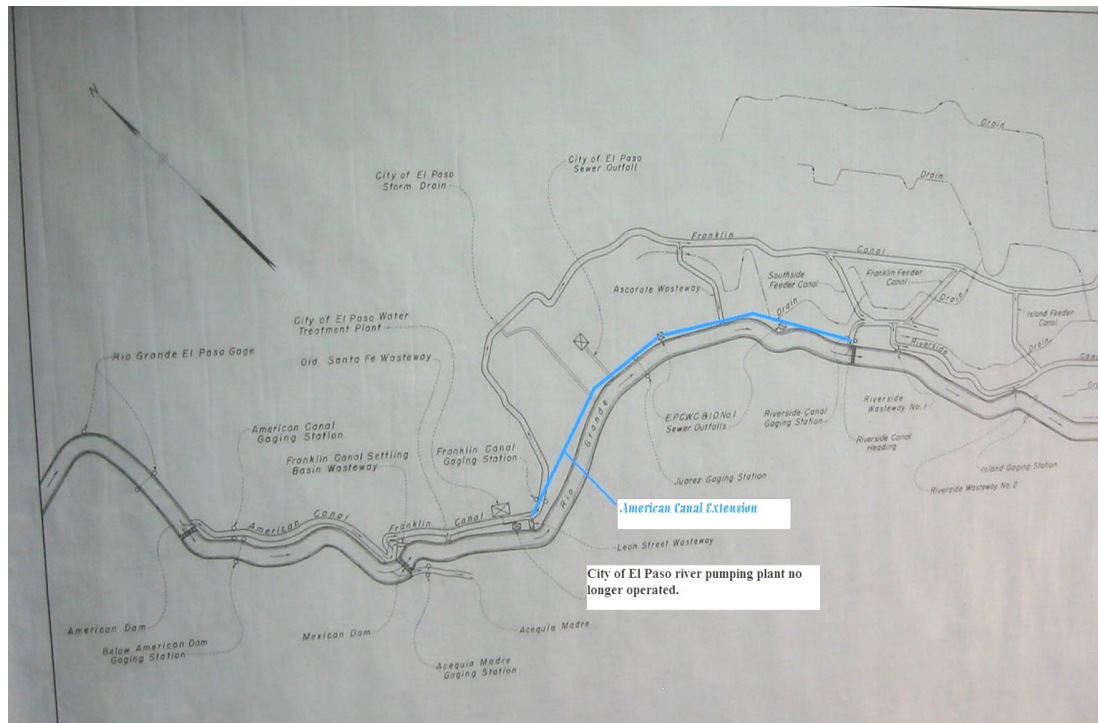 N
Drain
City of El Paso
Sewer Outfall
City of El Paso
Storm Drain
Drain
Franklin
Canal
Southside
Feeder Canal
Franklin Feeder
Canal
Ascarate Wasteway
Drain
Drain
Island Feeder
Canal
City of El Paso Water
Treatment Plant
Rio Grande El Paso Gage
Old Santa Fe Wasteway
Riverside
Drain
Canal
American Canal
Gaging Station
Franklin Canal Settling
Basin Wasteway
Franklin Canal
Gaging Station
E.P.C.W.C.&I.D.No.1
Sewer Outfalls
Riverside Canal
Gaging Station
Riverside
Wasteway No.1
Riverside Canal
Heading
Island Gaging Station
Riverside Wasteway No.2
Juarez Gaging Station
Rio Grande
American Canal
Franklin Canal
American Canal Extension
Leon Street Wasteway
City of El Paso river pumping plant no
longer operated.
American Dam
Below American Dam
Gaging Station
Mexican Dam
Acequia Madre
Acequia Madre
Gaging Station